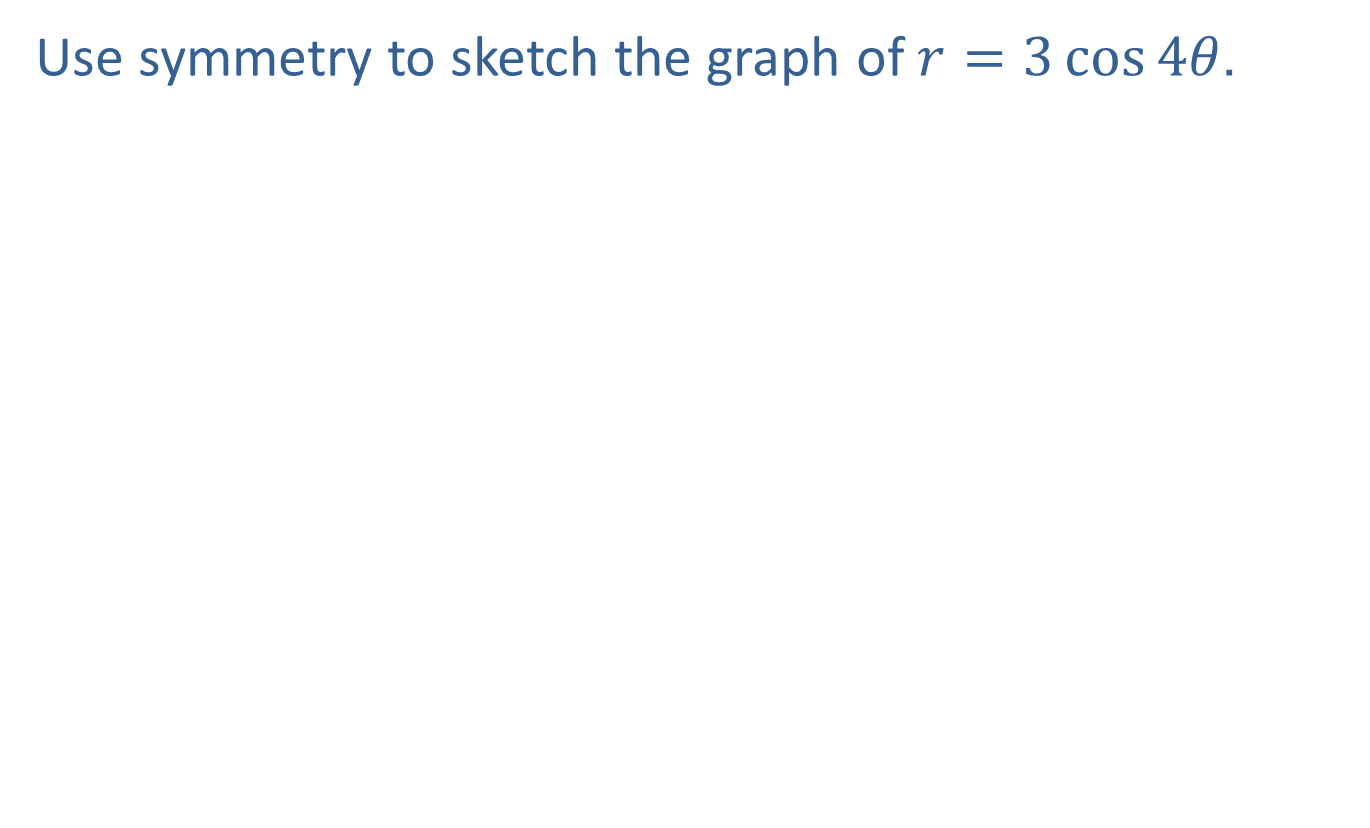 Use symmetry to sketch the graph of r = 3 cos 4θ.